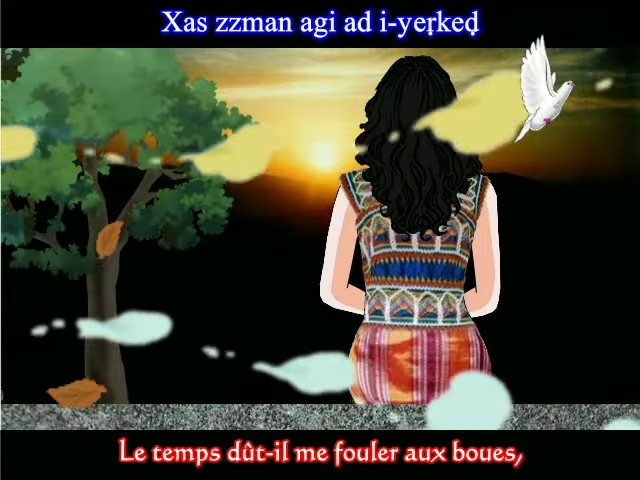 Xas zzman agi ad i-yeṛkeḍ
Le temps dût-il me fouler aux boues,